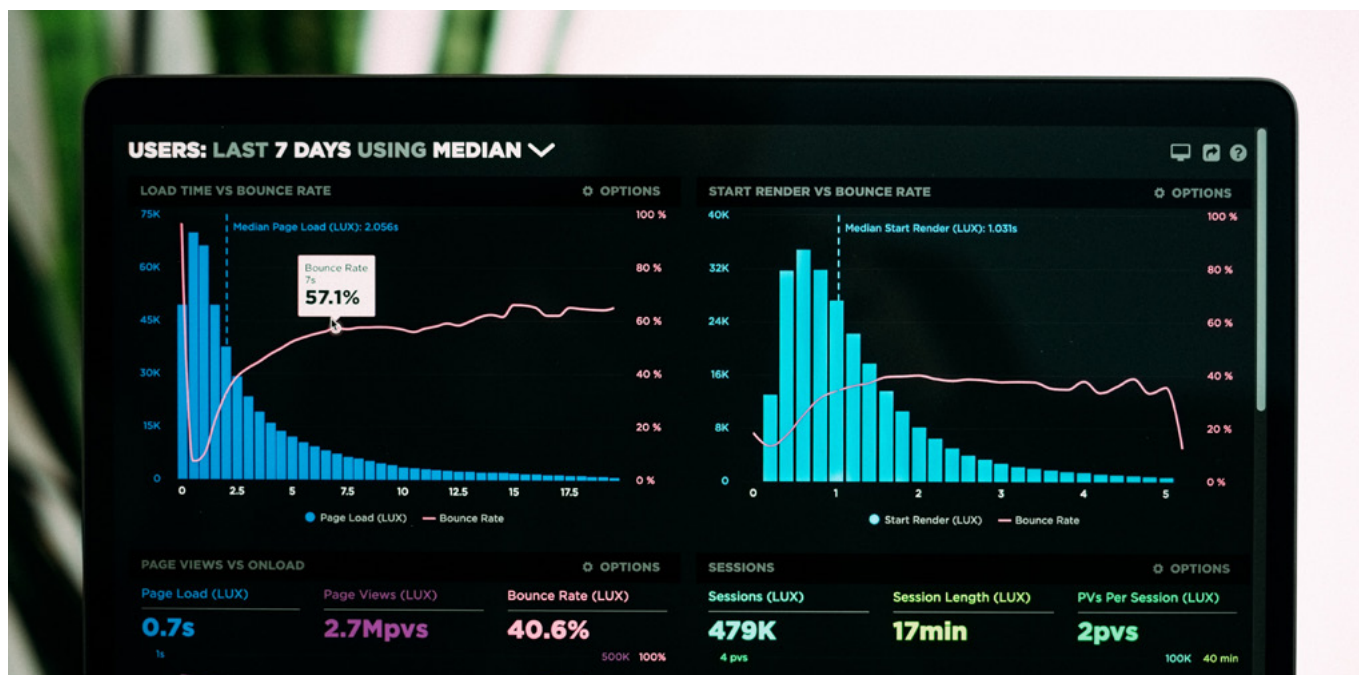 USERS: LAST 7 DAYS USING MEDIAN
LOAD TIME VS BOUNCE RATE
OPTIONS
75K
60K
45K
30K
15K
0
Median Page Load (LUX): 2.056s
Bounce Rate
7s
57.1%
100 %
80 %
60 %
40 %
20 %
0 %
0 2.5 5 7.5 10 12.5 15 17.5
Page Load (LUX) Bounce Rate
START RENDER VS BOUNCE RATE
OPTIONS
40K
32K
24K
16K
8K
0
Median Start Render (LUX): 1.031s
100 %
80 %
60 %
40 %
20 %
0 %
0 1 2 3 4 5
Start Render (LUX) Bounce Rate
PAGE VIEWS VS ONLOAD
OPTIONS
Page Load (LUX) Page Views (LUX) Bounce Rate (LUX)
0.7s 2.7Mpvs 40.6%
1s 500K 100%
SESSIONS
OPTIONS
Sessions (LUX) Session Length (LUX) PVs Per Session (LUX)
479K 17min 2pvs
4 pvs 100K 40 min